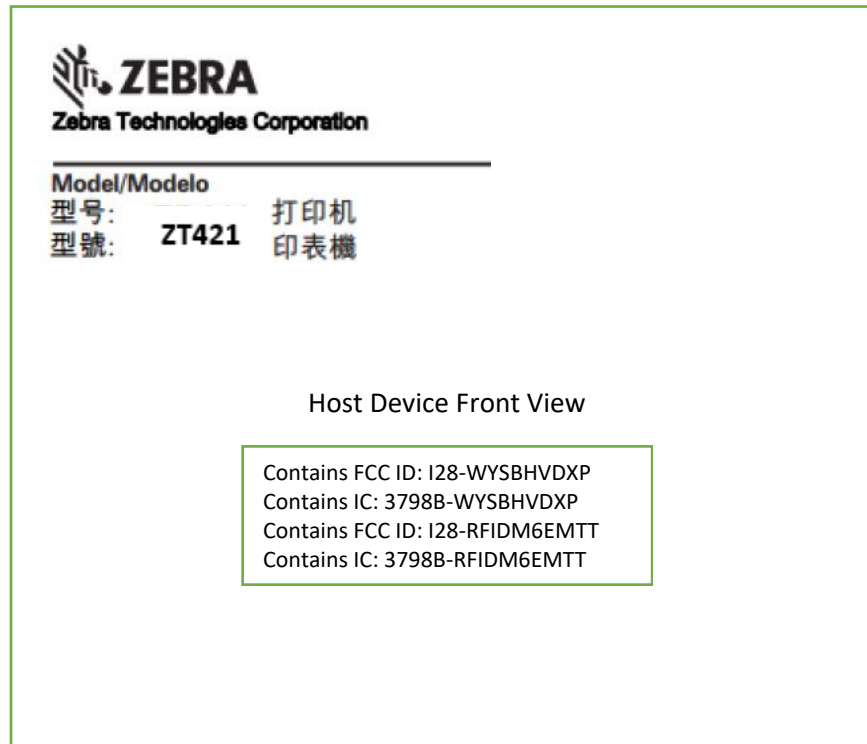 ZEBRA
Zebra Technologies Corporation
Model/Modelo
型号: 打印机
ZT421
型號: 印表機
Host Device Front View
Contains FCC ID: I28-WYSBHVDXP
Contains IC: 3798B-WYSBHVDXP
Contains FCC ID: I28-RFIDM6EMTT
Contains IC: 3798B-RFIDM6EMTT